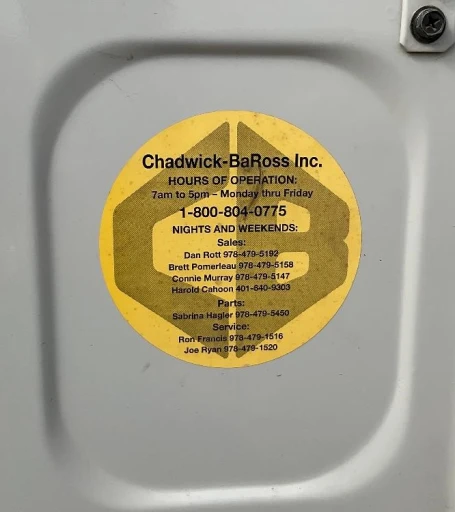 Chadwick-BaRoss Inc.
HOURS OF OPERATION:
7am to 5pm – Monday thru Friday
1-800-804-0775
NIGHTS AND WEEKENDS:
Sales:
Dan Rott 978-479-5192
Brett Pomerleau 978-479-5158
Connie Murray 978-479-5147
Harold Cahoon 401-640-9303
Parts:
Sabrina Hagler 978-479-5450
Service:
Ron Francis 978-479-1516
Joe Ryan 978-479-1520